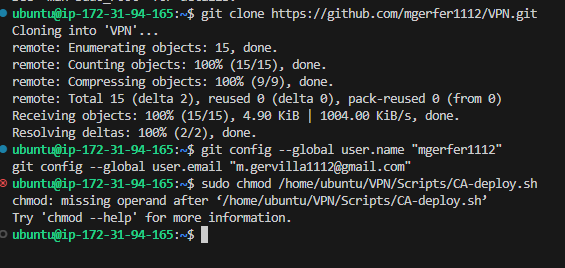 ubuntu@ip-172-31-94-165:~$ git clone https://github.com/mgerfer1112/VPN.git
Cloning into 'VPN'...
remote: Enumerating objects: 15, done.
remote: Counting objects: 100% (15/15), done.
remote: Compressing objects: 100% (9/9), done.
remote: Total 15 (delta 2), reused 0 (delta 0), pack-reused 0 (from 0)
Receiving objects: 100% (15/15), 4.90 KiB | 1004.00 KiB/s, done.
Resolving deltas: 100% (2/2), done.
ubuntu@ip-172-31-94-165:~$ git config --global user.name "mgerfer1112"
git config --global user.email "m.gervilla1112@gmail.com"
ubuntu@ip-172-31-94-165:~$ sudo chmod /home/ubuntu/VPN/Scripts/CA-deploy.sh
chmod: missing operand after ‘/home/ubuntu/VPN/Scripts/CA-deploy.sh’
Try 'chmod --help' for more information.
ubuntu@ip-172-31-94-165:~$